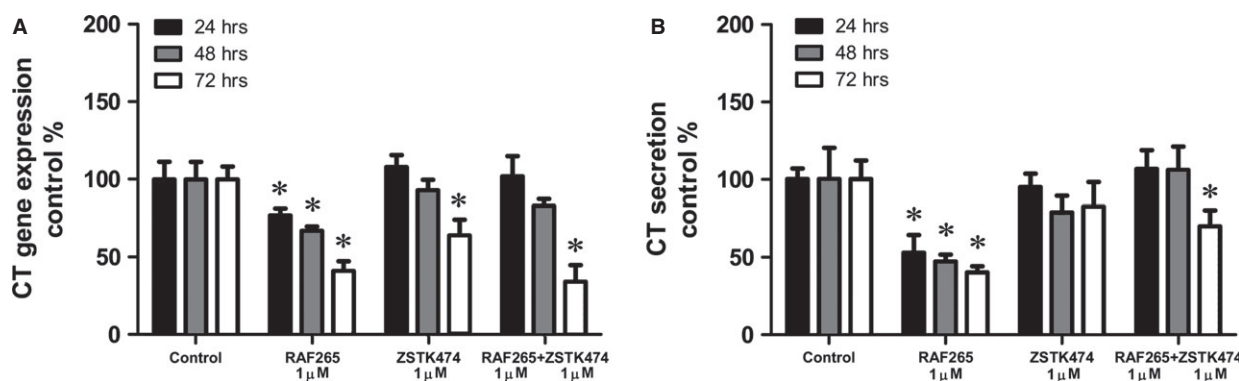 A
CT gene expression
control %
200
150
100
50
0
24 hrs
48 hrs
72 hrs
*
*
*
*
*
Control
RAF265
1 μM
ZSTK474
1 μM
RAF265+ZSTK474
1 μM 1 μM
B
CT secretion
control %
200
150
100
50
0
24 hrs
48 hrs
72 hrs
*
*
*
*
Control
RAF265
1 μM
ZSTK474
1 μM
RAF265+ZSTK474
1 μM 1 μM